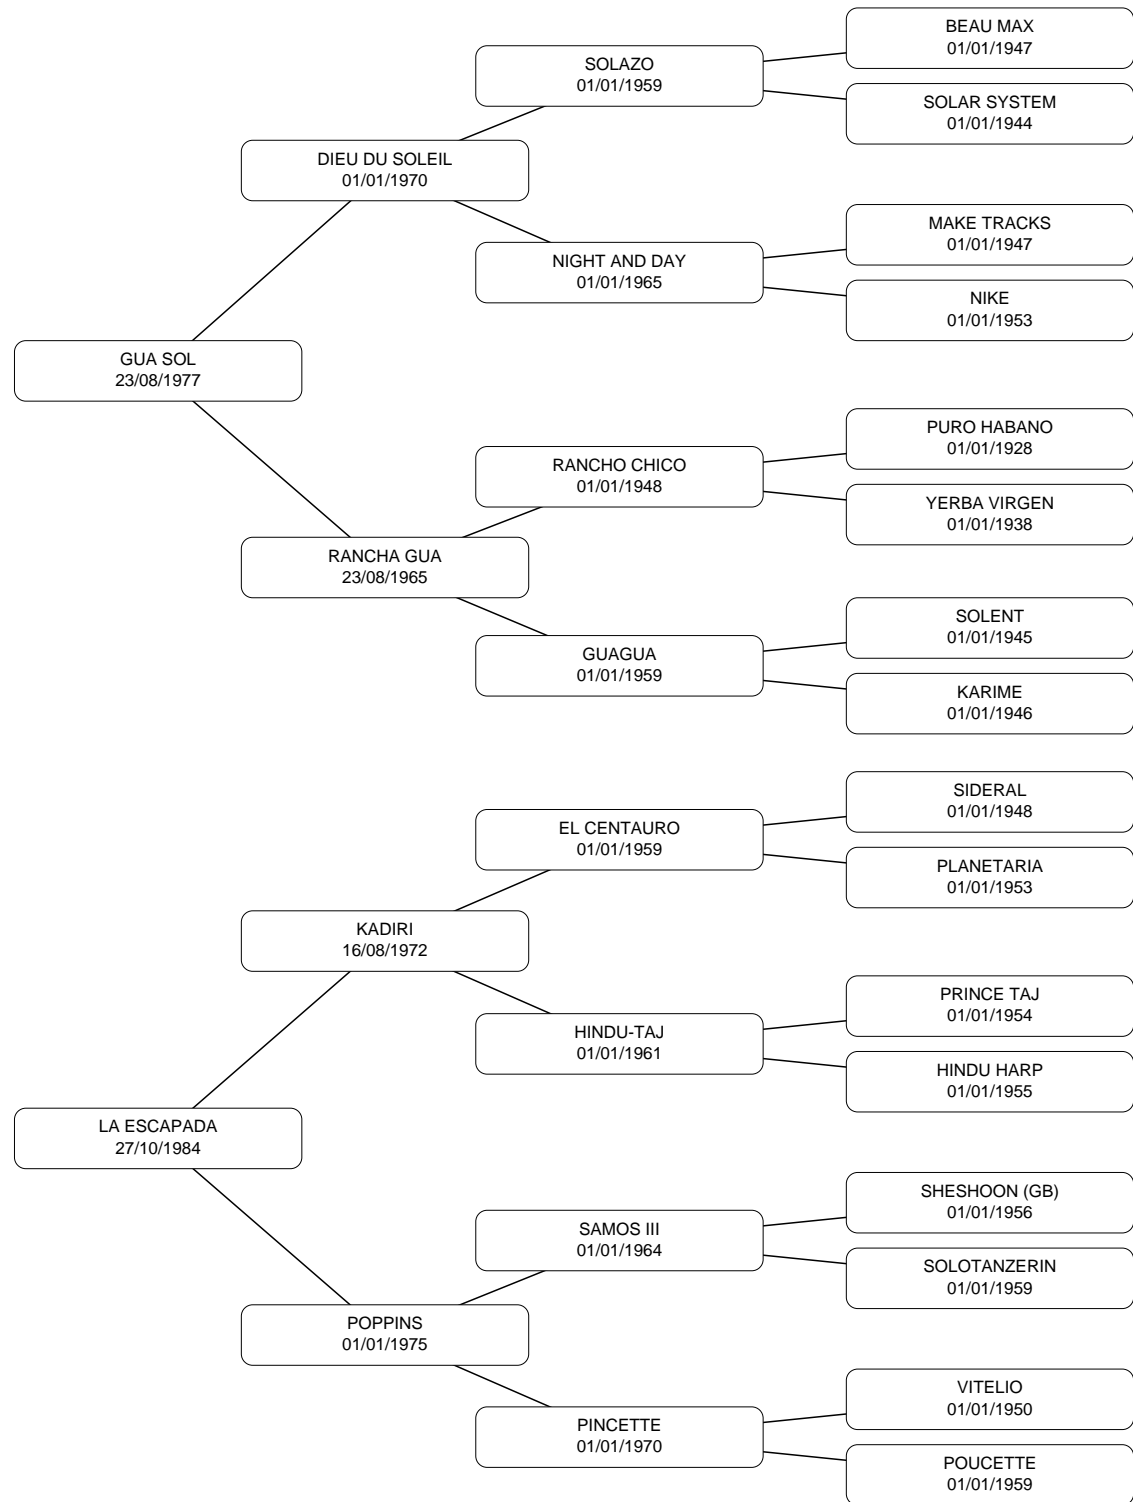 BEAU MAX
01/01/1947
SOLAZO
01/01/1959
SOLAR SYSTEM
01/01/1944
DIEU DU SOLEIL
01/01/1970
MAKE TRACKS
01/01/1947
NIGHT AND DAY
01/01/1965
NIKE
01/01/1953
GUA SOL
23/08/1977
PURO HABANO
01/01/1928
RANCHO CHICO
01/01/1948
YERBA VIRGEN
01/01/1938
RANCHA GUA
23/08/1965
SOLENT
01/01/1945
GUAGUA
01/01/1959
KARIME
01/01/1946
SIDERAL
01/01/1948
EL CENTAURO
01/01/1959
PLANETARIA
01/01/1953
KADIRI
16/08/1972
PRINCE TAJ
01/01/1954
HINDU-TAJ
01/01/1961
HINDU HARP
01/01/1955
LA ESCAPADA
27/10/1984
SHESHOON (GB)
01/01/1956
SAMOS III
01/01/1964
SOLOTANZERIN
01/01/1959
POPPINS
01/01/1975
VITELIO
01/01/1950
PINCETTE
01/01/1970
POUCETTE
01/01/1959